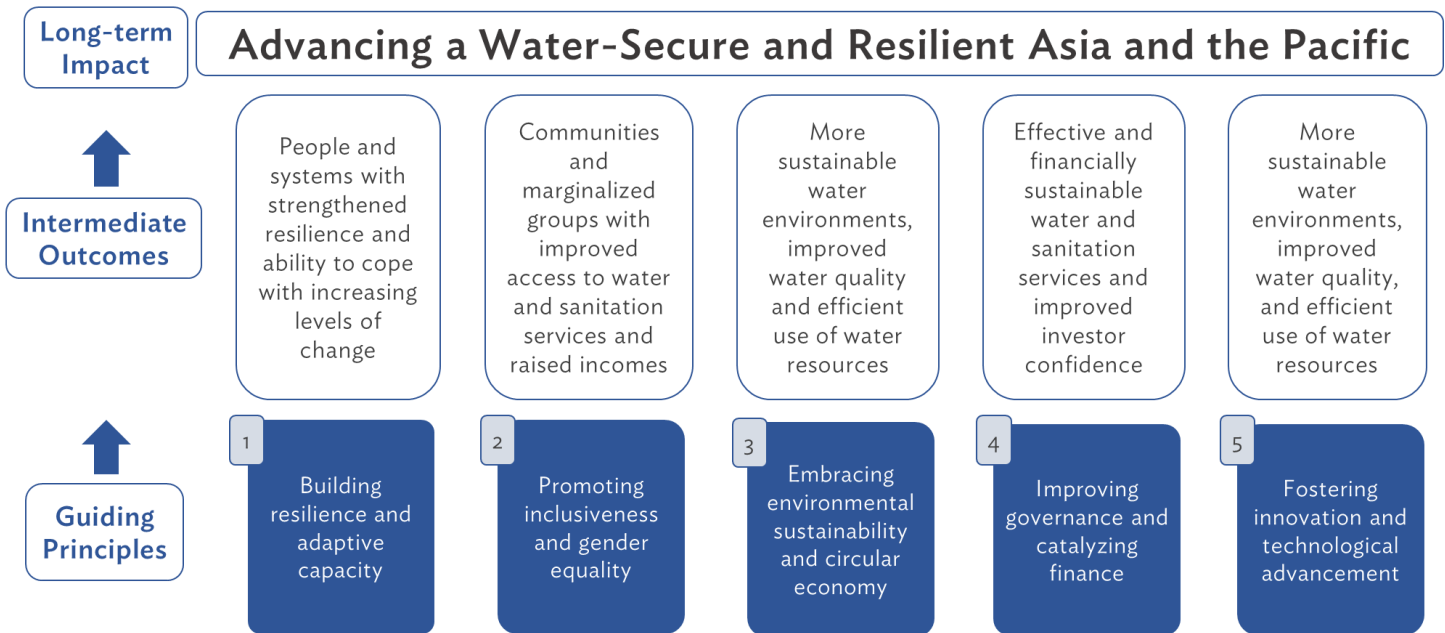 Long-term
Impact
Advancing a Water-Secure and Resilient Asia and the Pacific
Intermediate
Outcomes
People and
systems with
strengthened
resilience and
ability to cope
with increasing
levels of
change
Communities
and
marginalized
groups with
improved
access to water
and sanitation
services and
raised incomes
More
sustainable
water
environments,
improved
water quality
and efficient
use of water
resources
Effective and
financially
sustainable
water and
sanitation
services and
improved
investor
confidence
More
sustainable
water
environments,
improved
water quality,
and efficient
use of water
resources
Guiding
Principles
1
Building
resilience and
adaptive
capacity
2
Promoting
inclusiveness
and gender
equality
3
Embracing
environmental
sustainability
and circular
economy
4
Improving
governance and
catalyzing
finance
5
Fostering
innovation and
technological
advancement